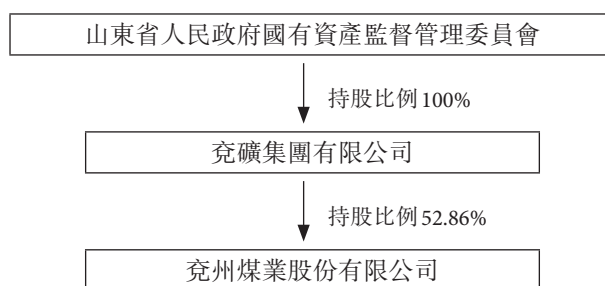 山東省人民政府國有資產監督管理委員會
持股比例100%
兗礦集團有限公司
持股比例52.86%
兗州煤業股份有限公司